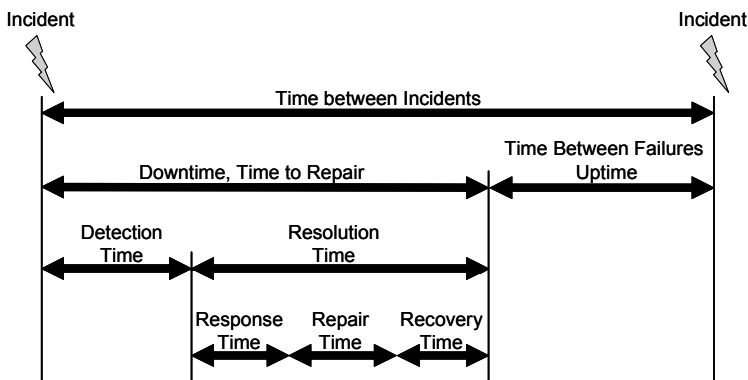 Incident
Incident
Time between Incidents
Time Between Failures
Downtime, Time to Repair
Uptime
Detection
Time
Resolution
Time
Response
Time
Repair
Time
Recovery
Time